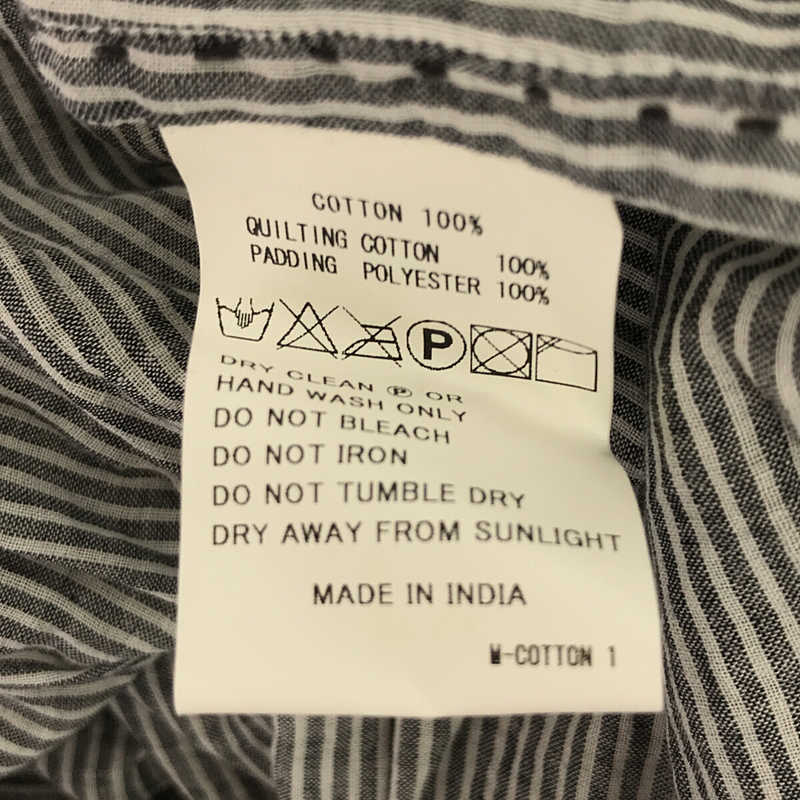 COTTON 100%
QUILTING COTTON 100%
PADDING POLYESTER 100%
P
DRY CLEAN Ⓟ OR
HAND WASH ONLY
DO NOT BLEACH
DO NOT IRON
DO NOT TUMBLE DRY
DRY AWAY FROM SUNLIGHT
MADE IN INDIA
W-COTTON 1